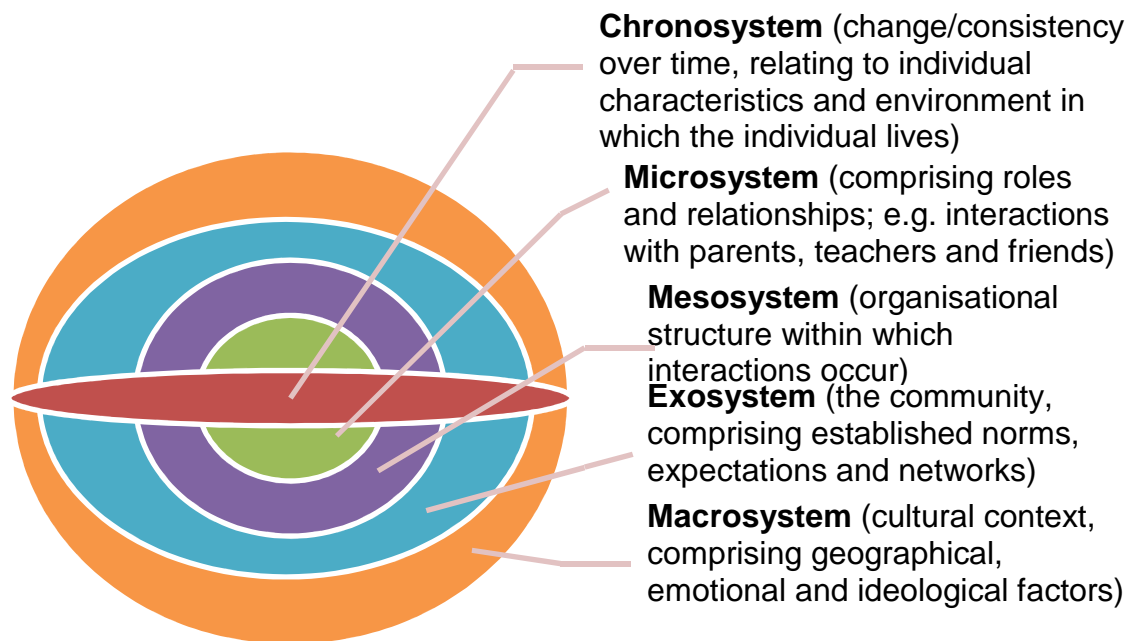 Chronosystem (change/consistency
over time, relating to individual
characteristics and environment in
which the individual lives)
Microsystem (comprising roles
and relationships; e.g. interactions
with parents, teachers and friends)
Mesosystem (organisational
structure within which
interactions occur)
Exosystem (the community,
comprising established norms,
expectations and networks)
Macrosystem (cultural context,
comprising geographical,
emotional and ideological factors)